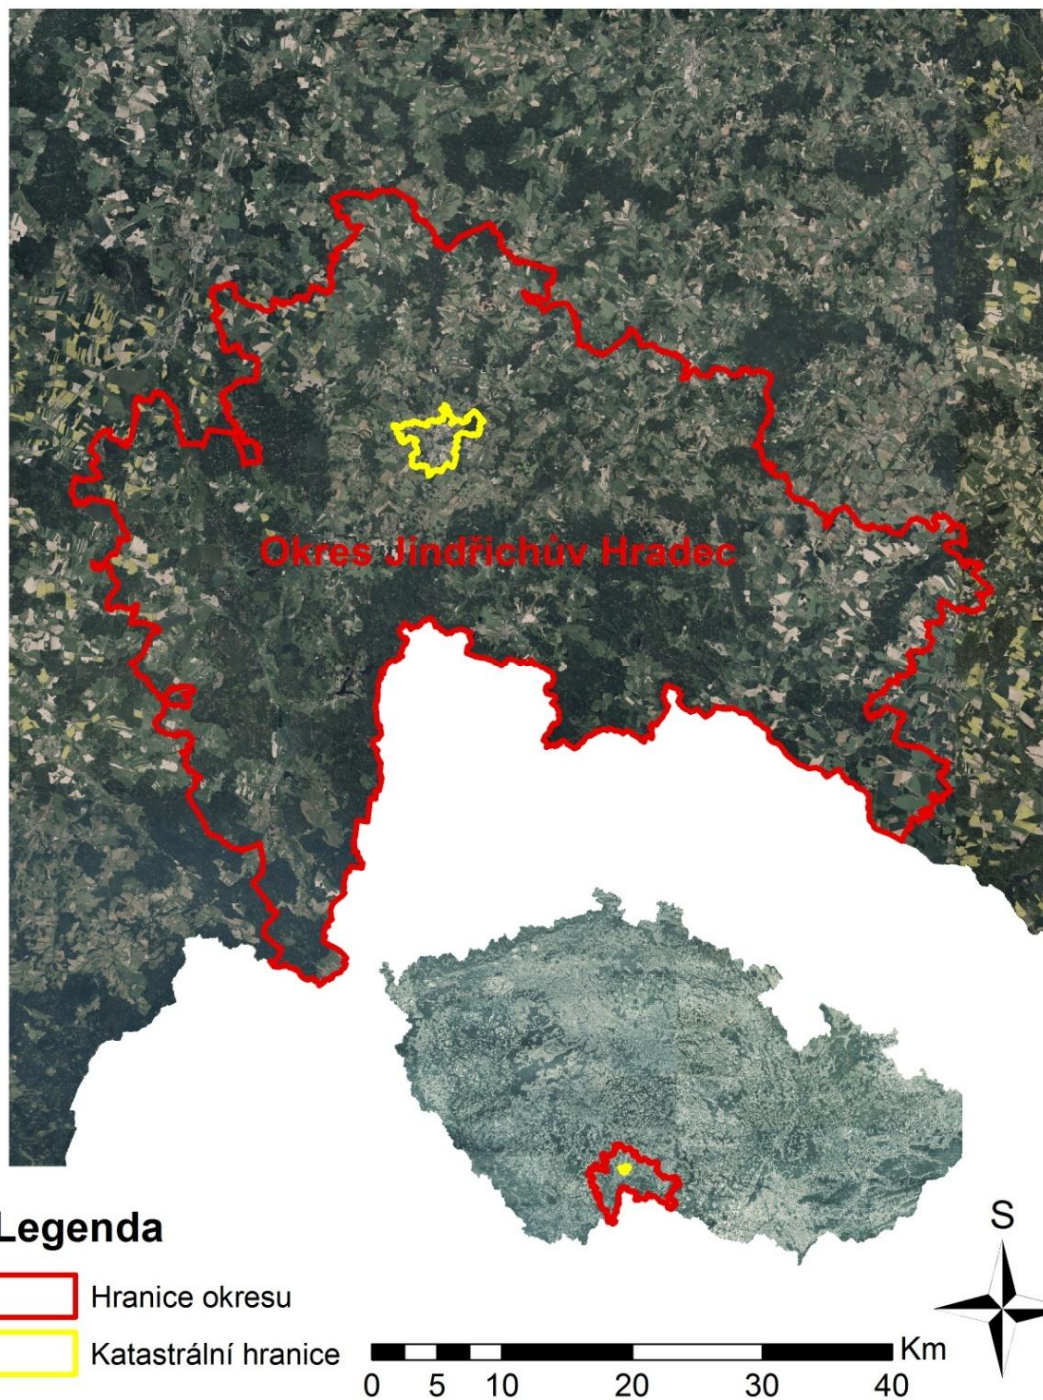 Okres Jindřichův Hradec
Legenda
S
Hranice okresu
Katastrální hranice
Km
0 5 10 20 30 40